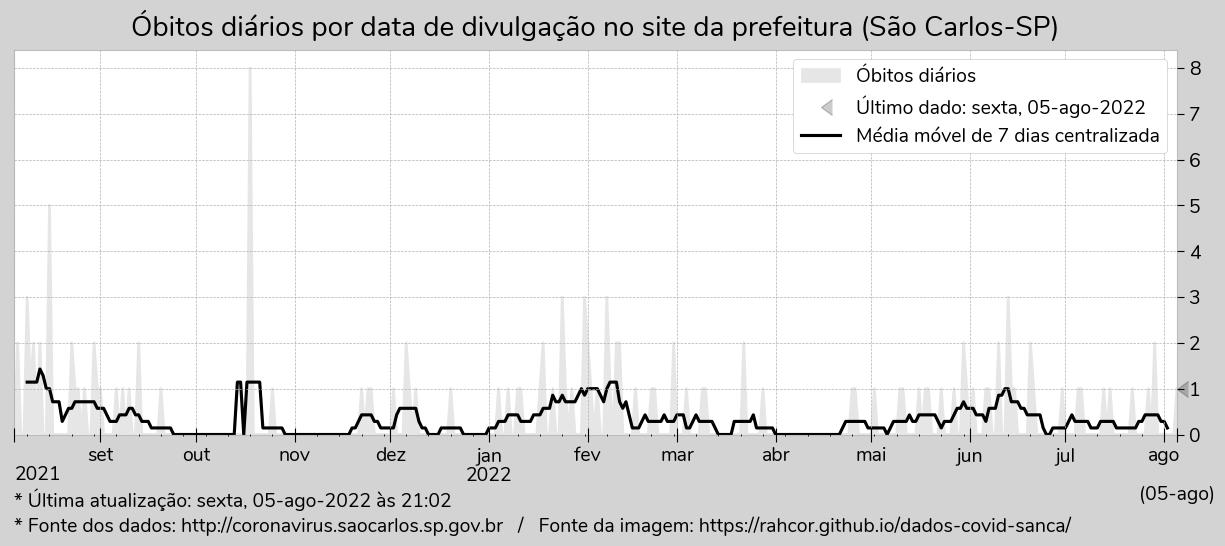 Óbitos diários por data de divulgação no site da prefeitura (São Carlos-SP)
Óbitos diários
Último dado: sexta, 05-ago-2022
Média móvel de 7 dias centralizada
8
7
6
5
4
3
2
1
0
set out nov dez jan fev mar abr mai jun jul ago
2021 2022
(05-ago)
* Última atualização: sexta, 05-ago-2022 às 21:02
* Fonte dos dados: http://coronavirus.saocarlos.sp.gov.br / Fonte da imagem: https://rahcor.github.io/dados-covid-sanca/